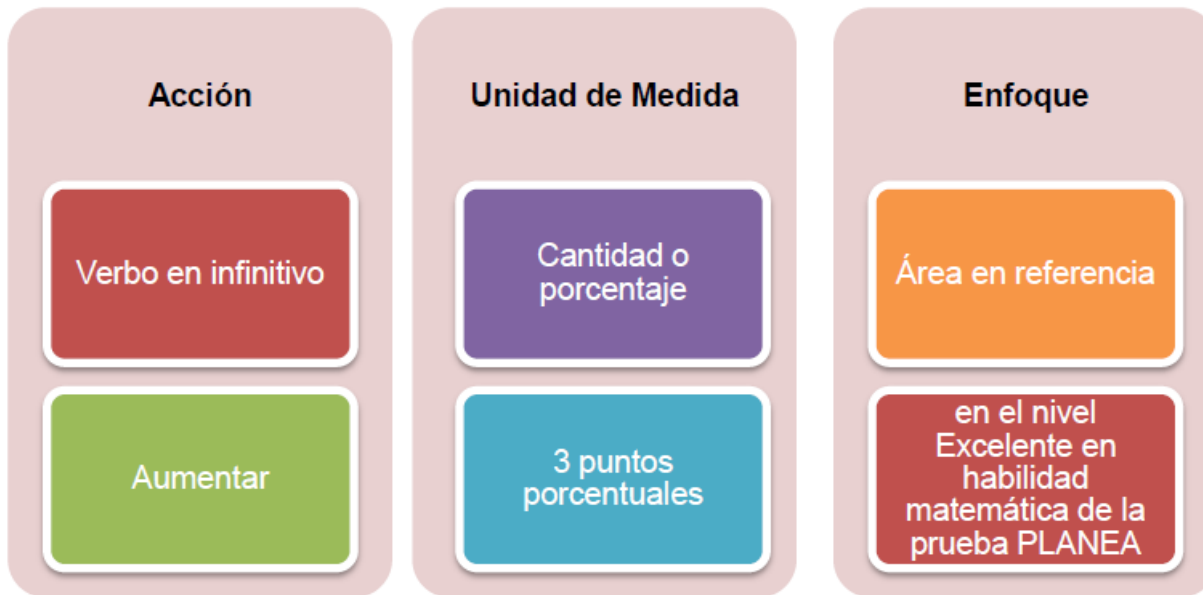 Acción
Verbo en infinitivo
Aumentar
Unidad de Medida
Cantidad o
porcentaje
3 puntos
porcentuales
Enfoque
Área en referencia
en el nivel
Excelente en
habilidad
matemática de la
prueba PLANEA